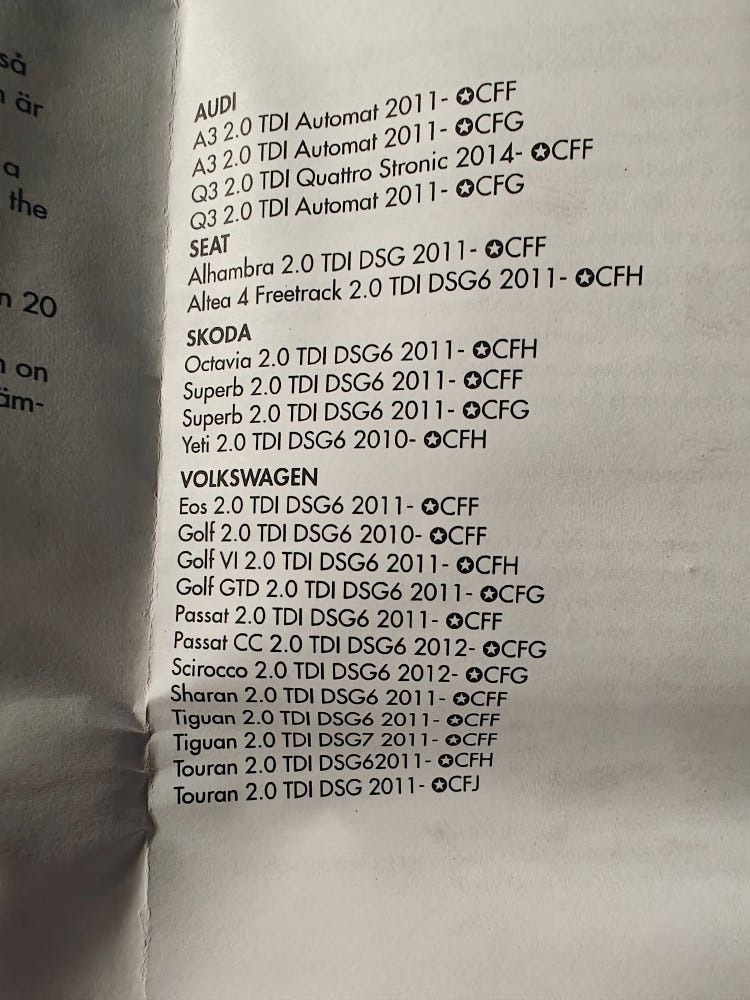 så
är
a
the
20
on
äm-
AUDI
A3 2.0 TDI Automat 2011- ✪CFF
A3 2.0 TDI Automat 2011- ✪CFG
Q3 2.0 TDI Quattro Stronic 2014- ✪CFF
Q3 2.0 TDI Automat 2011- ✪CFG
SEAT
Alhambra 2.0 TDI DSG 2011- ✪CFF
Altea 4 Freetrack 2.0 TDI DSG6 2011- ✪CFH
SKODA
Octavia 2.0 TDI DSG6 2011- ✪CFH
Superb 2.0 TDI DSG6 2011- ✪CFF
Superb 2.0 TDI DSG6 2011- ✪CFG
Yeti 2.0 TDI DSG6 2010- ✪CFH
VOLKSWAGEN
Eos 2.0 TDI DSG6 2011- ✪CFF
Golf 2.0 TDI DSG6 2010- ✪CFF
Golf VI 2.0 TDI DSG6 2011- ✪CFH
Golf GTD 2.0 TDI DSG6 2011- ✪CFG
Passat 2.0 TDI DSG6 2011- ✪CFF
Passat CC 2.0 TDI DSG6 2012- ✪CFG
Scirocco 2.0 TDI DSG6 2012- ✪CFG
Sharan 2.0 TDI DSG6 2011- ✪CFF
Tiguan 2.0 TDI DSG6 2011- ✪CFF
Tiguan 2.0 TDI DSG7 2011- ✪CFF
Touran 2.0 TDI DSG62011- ✪CFH
Touran 2.0 TDI DSG 2011- ✪CFJ